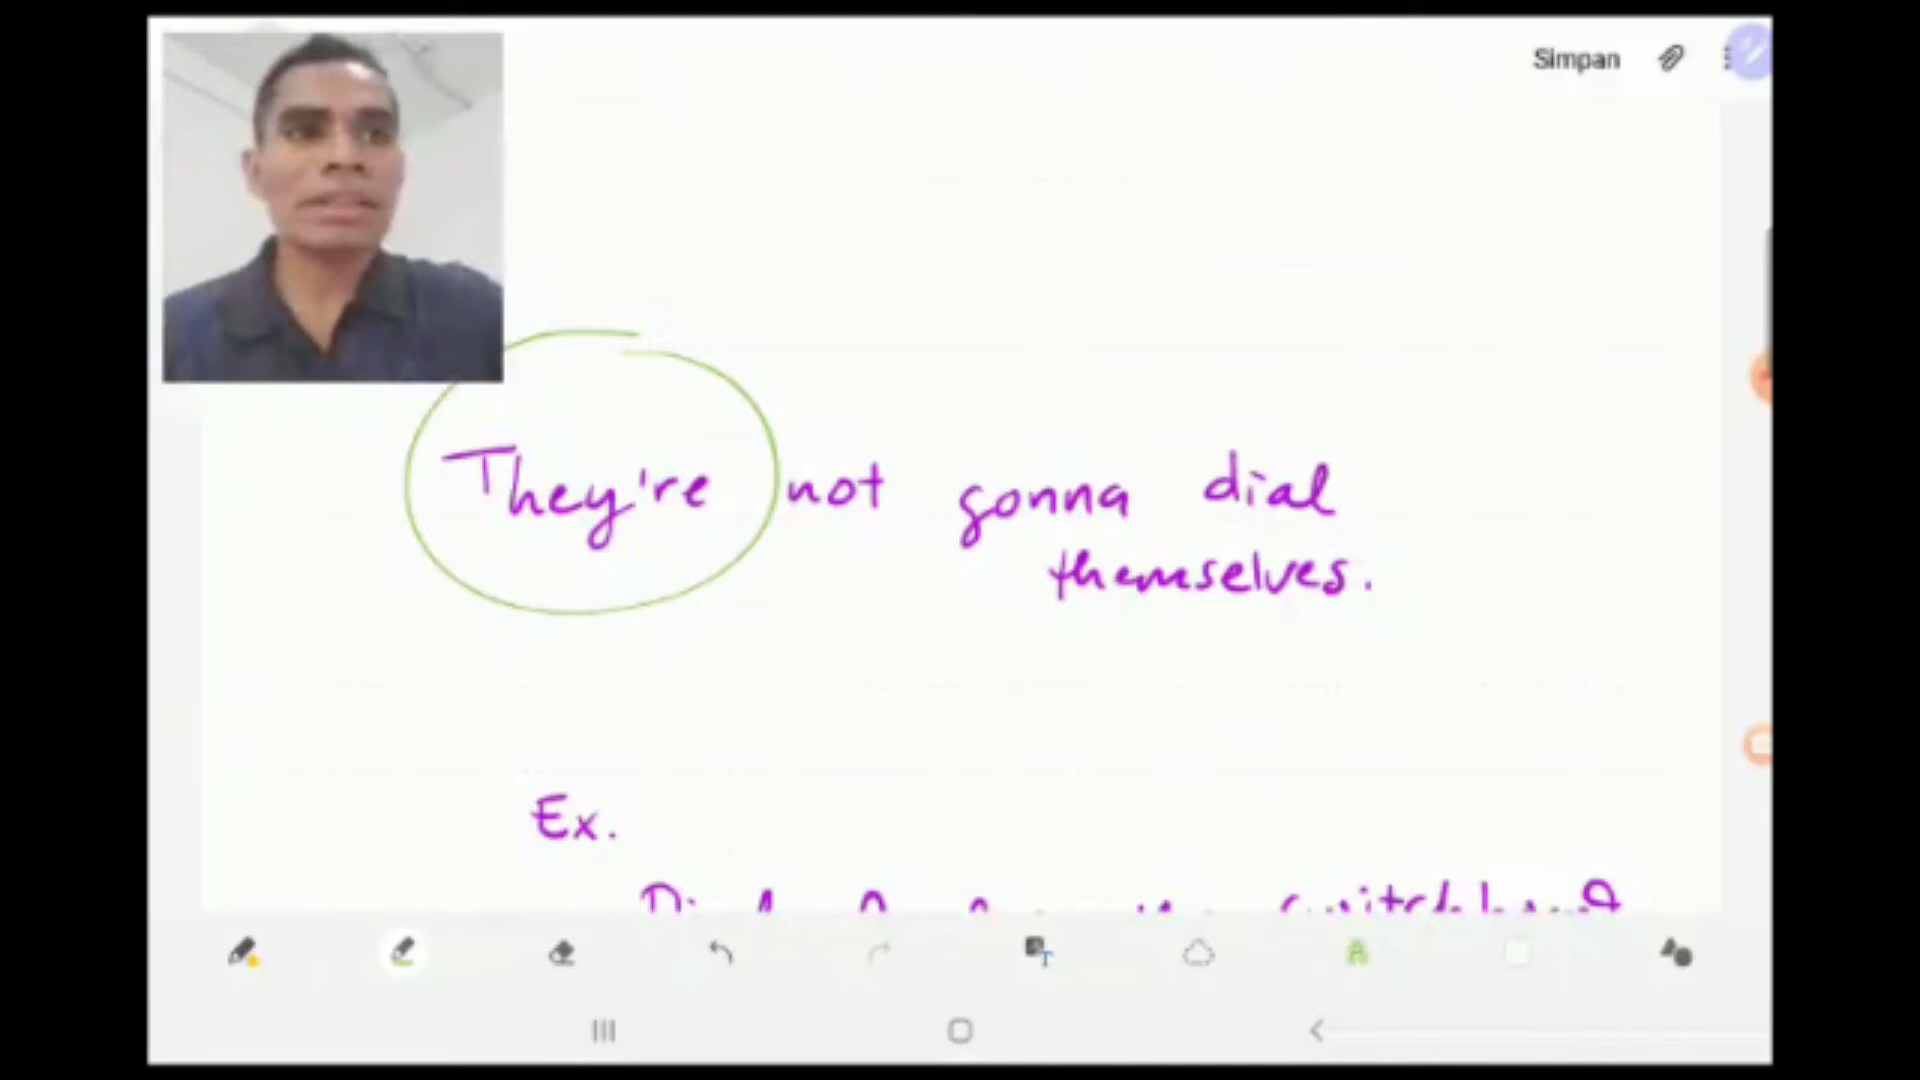 Simpan
They're not gonna dial
themselves.
Ex.